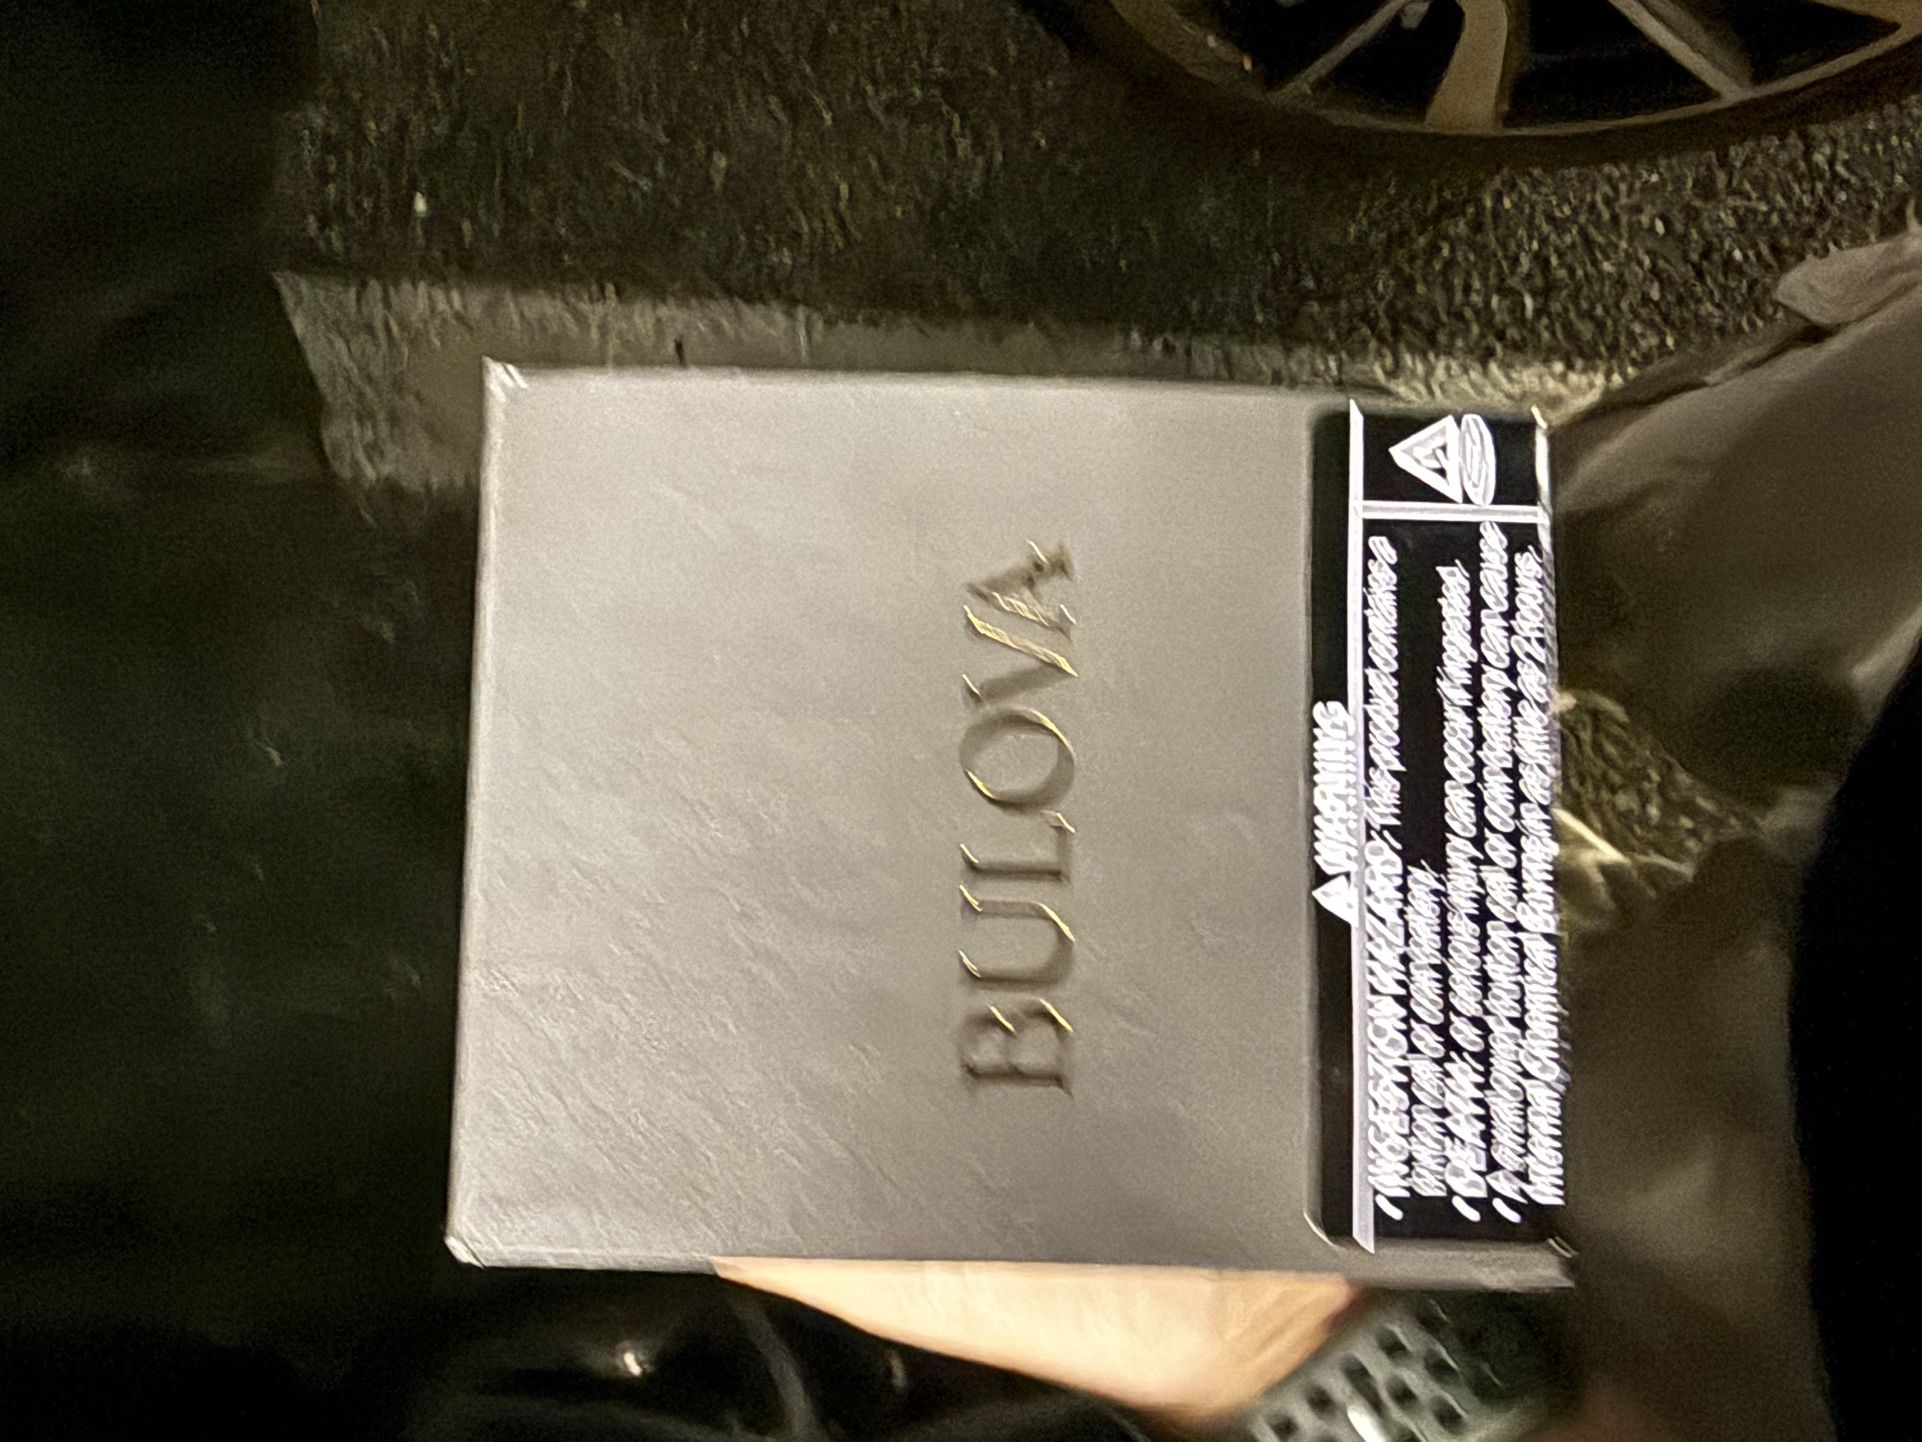 BULOVA
WARNING
• INGESTION HAZARD: This product contains a
button cell or coin battery.
• DEATH or serious injury can occur if ingested.
• A swallowed button cell or coin battery can cause
Internal Chemical Burns in as little as 2 hours.